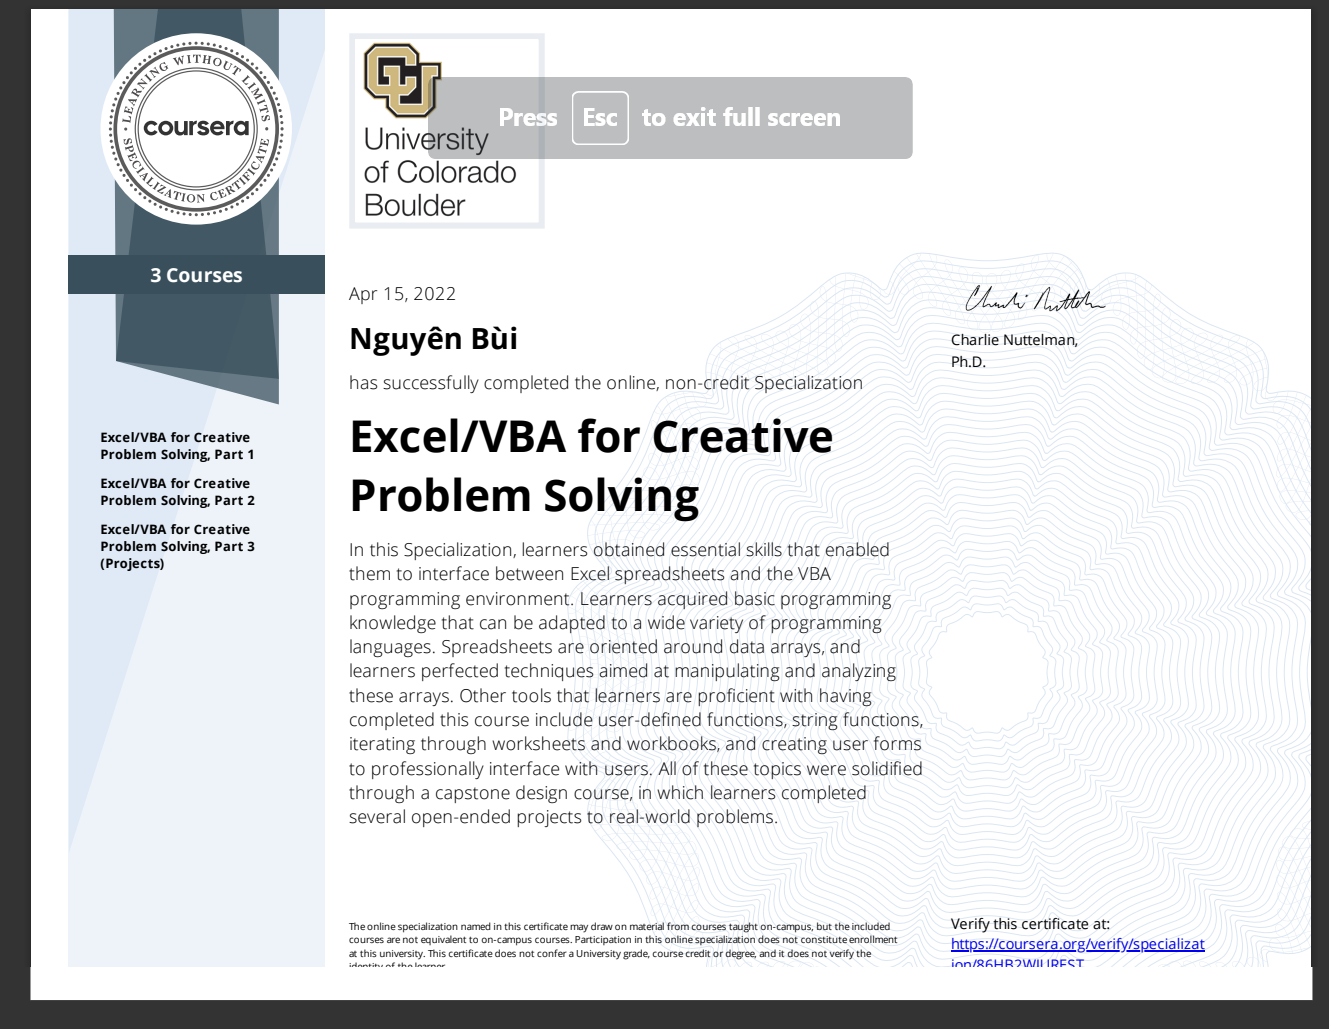 LEARNING WITHOUT LIMITS
coursera
SPECIALIZATION CERTIFICATE
3 Courses
Excel/VBA for Creative
Problem Solving, Part 1
Excel/VBA for Creative
Problem Solving, Part 2
Excel/VBA for Creative
Problem Solving, Part 3
(Projects)
CU
University
of Colorado
Boulder
Press Esc to exit full screen
Apr 15, 2022
Nguyên Bùi
has successfully completed the online, non-credit Specialization
Excel/VBA for Creative
Problem Solving
In this Specialization, learners obtained essential skills that enabled
them to interface between Excel spreadsheets and the VBA
programming environment. Learners acquired basic programming
knowledge that can be adapted to a wide variety of programming
languages. Spreadsheets are oriented around data arrays, and
learners perfected techniques aimed at manipulating and analyzing
these arrays. Other tools that learners are proficient with having
completed this course include user-defined functions, string functions,
iterating through worksheets and workbooks, and creating user forms
to professionally interface with users. All of these topics were solidified
through a capstone design course, in which learners completed
several open-ended projects to real-world problems.
Charlie Nuttelman
Charlie Nuttelman,
Ph.D.
The online specialization named in this certificate may draw on material from courses taught on-campus, but the included
courses are not equivalent to on-campus courses. Participation in this online specialization does not constitute enrollment
at this university. This certificate does not confer a University grade, course credit or degree, and it does not verify the
identity of the learner.
Verify this certificate at:
https://coursera.org/verify/specializat